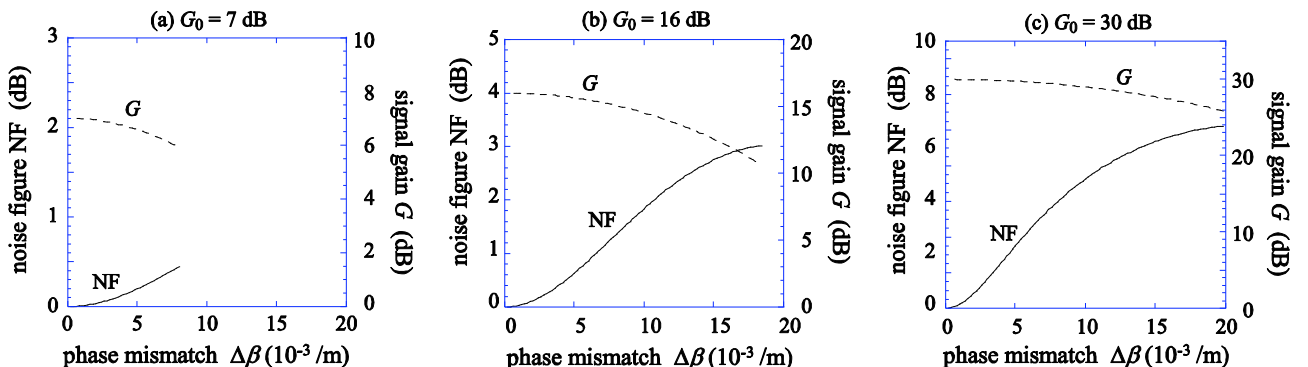 (a) G₀ = 7 dB
3
2
1
0
noise figure NF (dB)
10
8
6
4
2
0
signal gain G (dB)
G
NF
0 5 10 15 20
phase mismatch Δβ (10⁻³ /m)
(b) G₀ = 16 dB
5
4
3
2
1
0
noise figure NF (dB)
20
15
10
5
0
signal gain G (dB)
G
NF
0 5 10 15 20
phase mismatch Δβ (10⁻³ /m)
(c) G₀ = 30 dB
10
8
6
4
2
0
noise figure NF (dB)
30
20
10
0
signal gain G (dB)
G
NF
0 5 10 15 20
phase mismatch Δβ (10⁻³ /m)